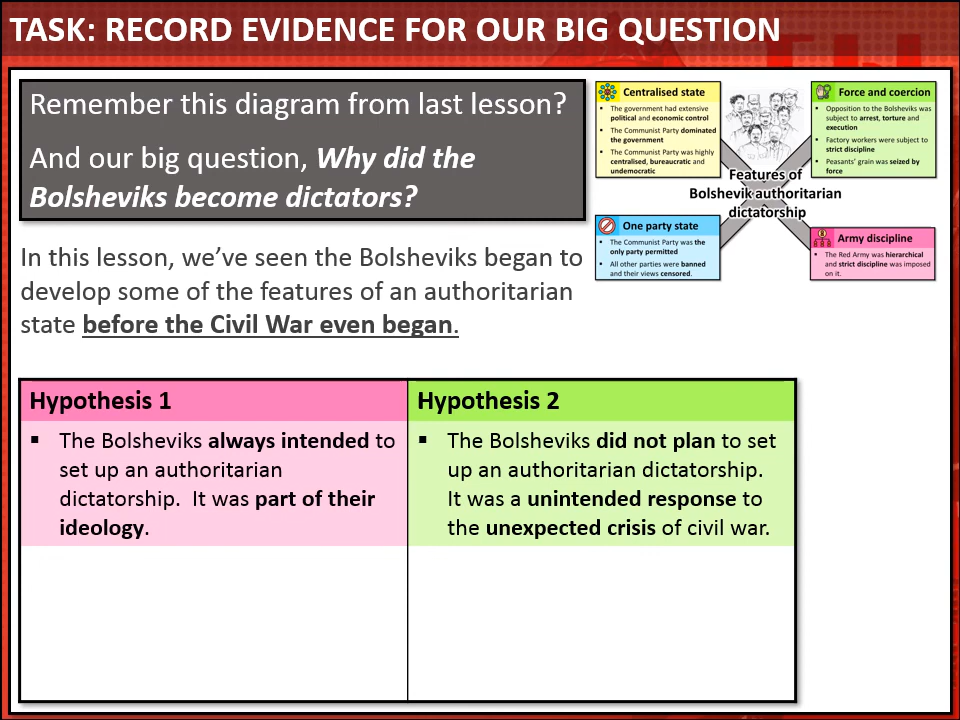 TASK: RECORD EVIDENCE FOR OUR BIG QUESTION
Remember this diagram from last lesson?
And our big question, Why did the
Bolsheviks become dictators?
In this lesson, we’ve seen the Bolsheviks began to
develop some of the features of an authoritarian
state before the Civil War even began.
Centralised state
▪ The government had extensive
political and economic control
▪ The Communist Party dominated
the government
▪ The Communist Party was highly
centralised, bureaucratic and
undemocratic
Force and coercion
▪ Opposition to the Bolsheviks was
subject to arrest, torture and
execution
▪ Factory workers were subject to
strict discipline
▪ Peasants’ grain was seized by
force
Features of
Bolshevik authoritarian
dictatorship
One party state
▪ The Communist Party was the
only party permitted
▪ All other parties were banned
and their views censored.
Army discipline
▪ The Red Army was hierarchical
and strict discipline was imposed
on it.
Hypothesis 1
▪ The Bolsheviks always intended to
set up an authoritarian
dictatorship. It was part of their
ideology.
Hypothesis 2
▪ The Bolsheviks did not plan to set
up an authoritarian dictatorship.
It was a unintended response to
the unexpected crisis of civil war.